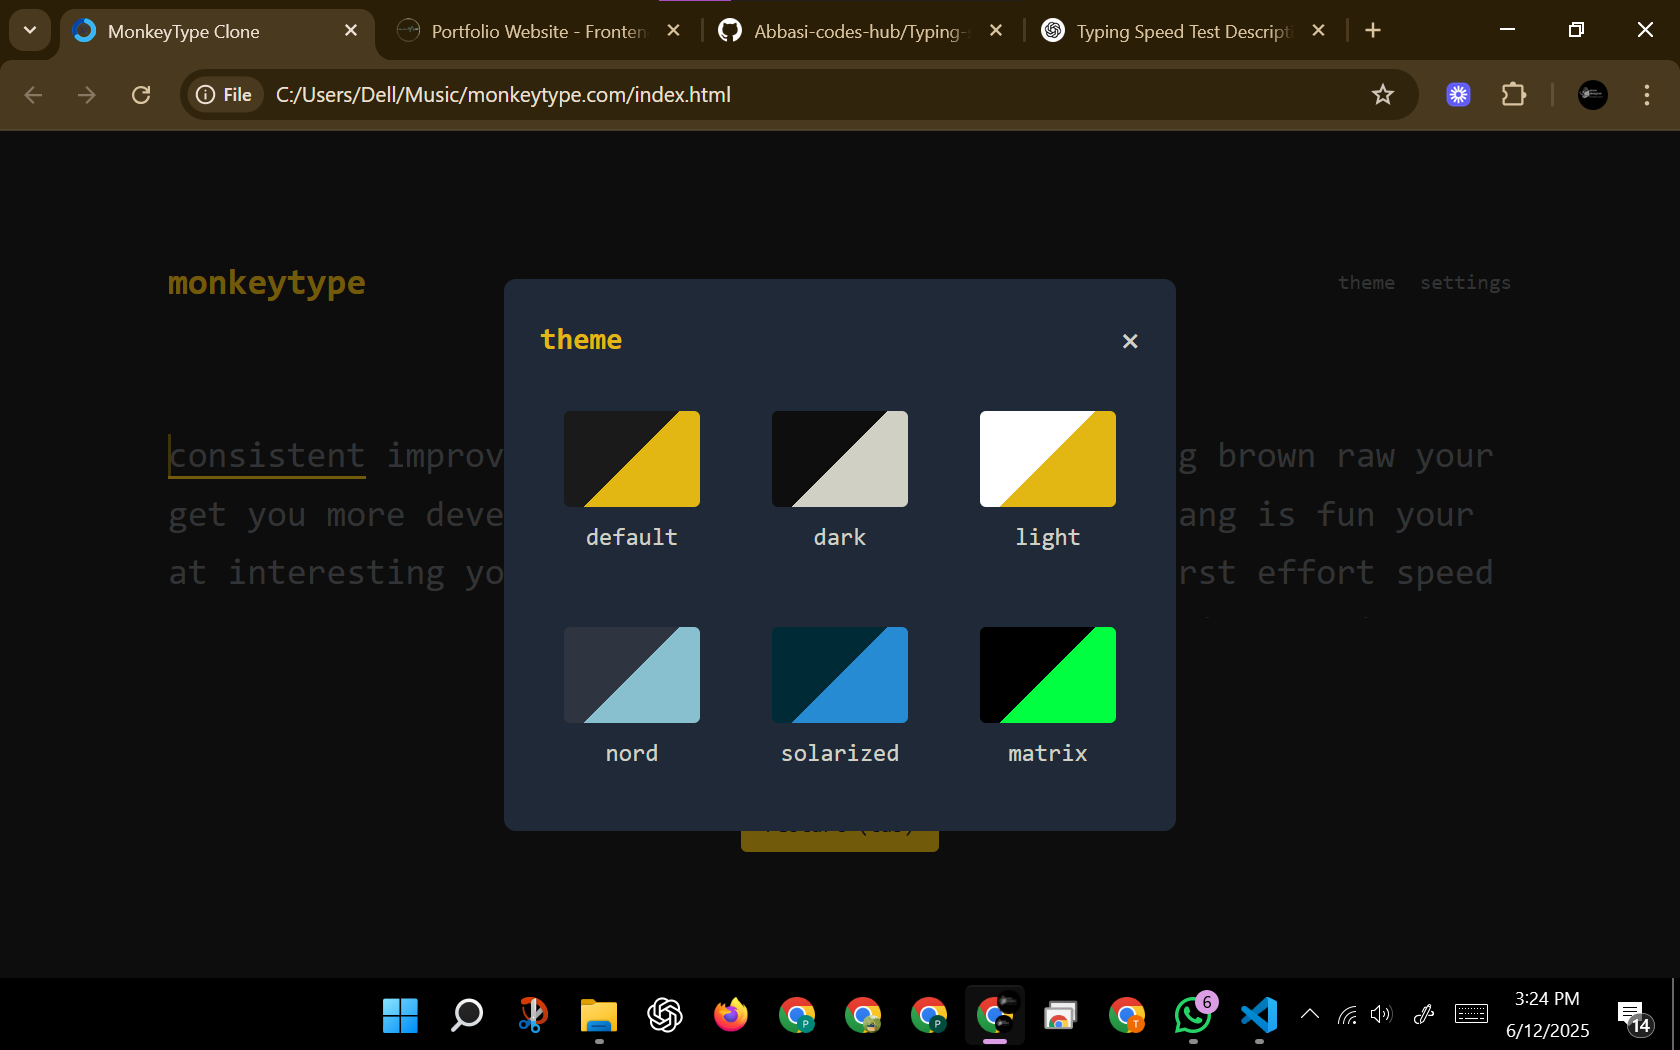 MonkeyType Clone
Portfolio Website - Fronten
Abbasi-codes-hub/Typing-
Typing Speed Test Descripti
File
C:/Users/Dell/Music/monkeytype.com/index.html
monkeytype
theme settings
theme
×
consistent improv
g brown raw your
get you more deve
ang is fun your
at interesting yo
rst effort speed
default
dark
light
nord
solarized
matrix
P
P
T
6
3:24 PM
6/12/2025
14